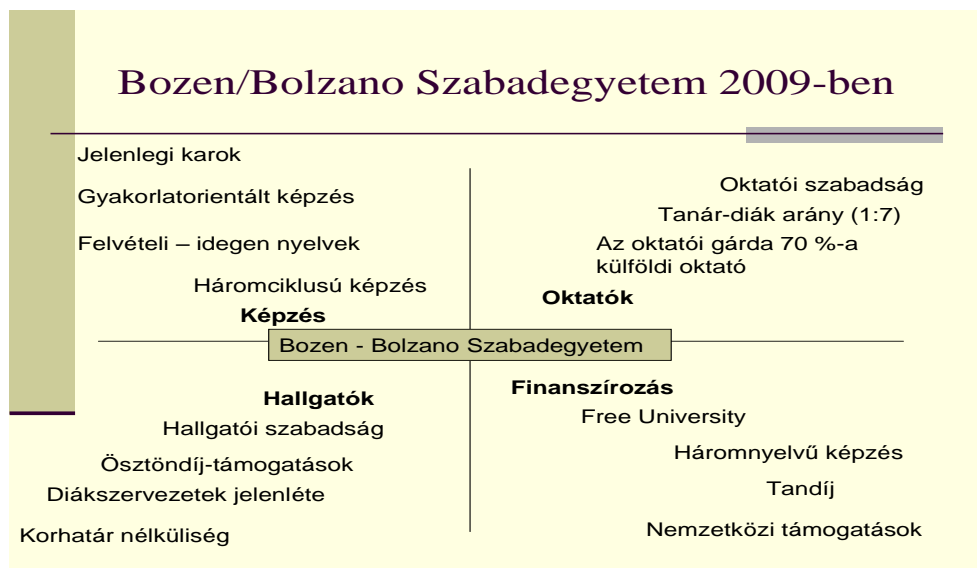 Bozen/Bolzano Szabadegyetem 2009-ben
Jelenlegi karok
Gyakorlatorientált képzés
Felvételi – idegen nyelvek
Háromciklusú képzés
Képzés
Oktatói szabadság
Tanár-diák arány (1:7)
Az oktatói gárda 70 %-a
külföldi oktató
Oktatók
Bozen - Bolzano Szabadegyetem
Hallgatók
Hallgatói szabadság
Ösztöndíj-támogatások
Diákszervezetek jelenléte
Korhatár nélküliség
Finanszírozás
Free University
Háromnyelvű képzés
Tandíj
Nemzetközi támogatások